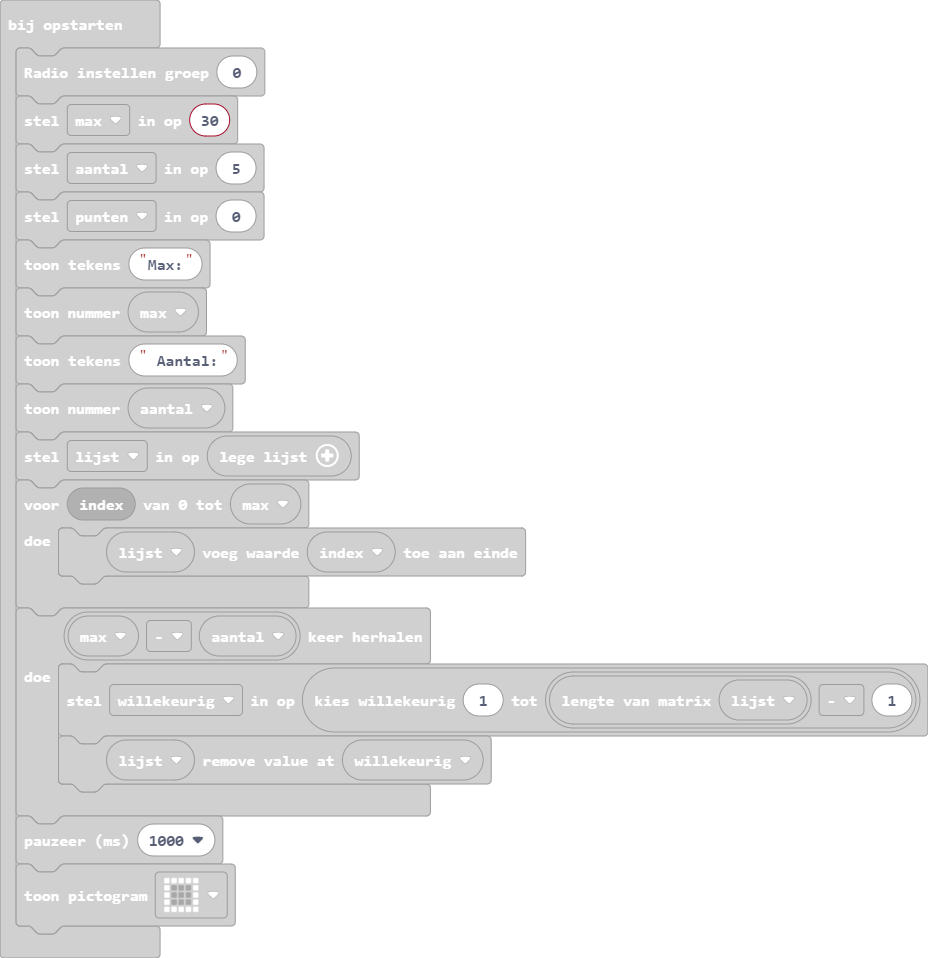 bij opstarten
Radio instellen groep 0
stel max in op 30
stel aantal in op 5
stel punten in op 0
toon tekens "Max:"
toon nummer max
toon tekens " Aantal:"
toon nummer aantal
stel lijst in op lege lijst
voor index van 0 tot max
doe
lijst voeg waarde index toe aan einde
max - aantal keer herhalen
doe
stel willekeurig in op kies willekeurig 1 tot lengte van matrix lijst - 1
lijst remove value at willekeurig
pauzeer (ms) 1000
toon pictogram